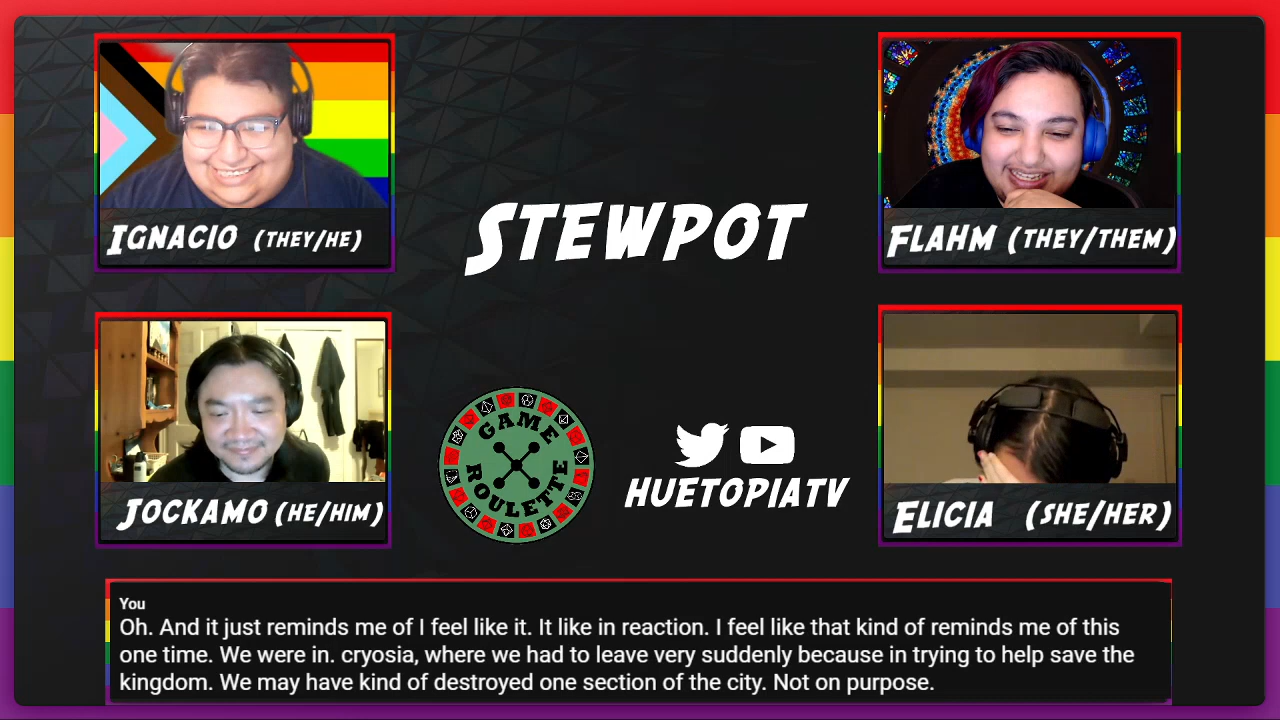 IGNACIO (THEY/HE)
FLAHM (THEY/THEM)
STEWPOT
JOCKAMO (HE/HIM)
GAME
ROULETTE
HUETOPIATV
ELICIA (SHE/HER)
You
Oh. And it just reminds me of I feel like it. It like in reaction. I feel like that kind of reminds me of this
one time. We were in. cryosia, where we had to leave very suddenly because in trying to help save the
kingdom. We may have kind of destroyed one section of the city. Not on purpose.